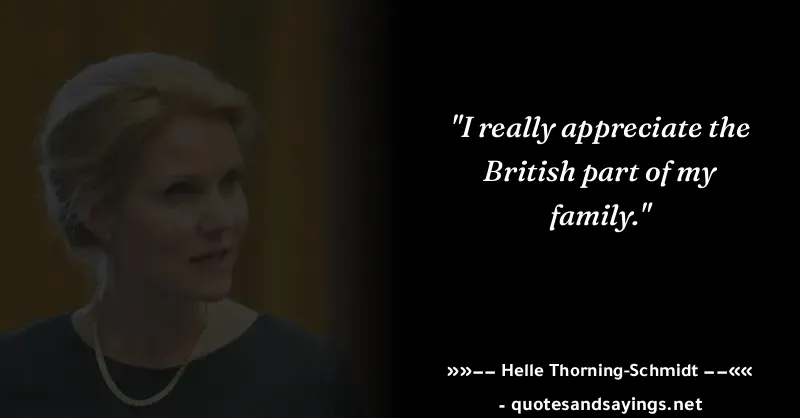 "I really appreciate the
British part of my
family."
»»—— Helle Thorning-Schmidt ——««
- quotesandsayings.net